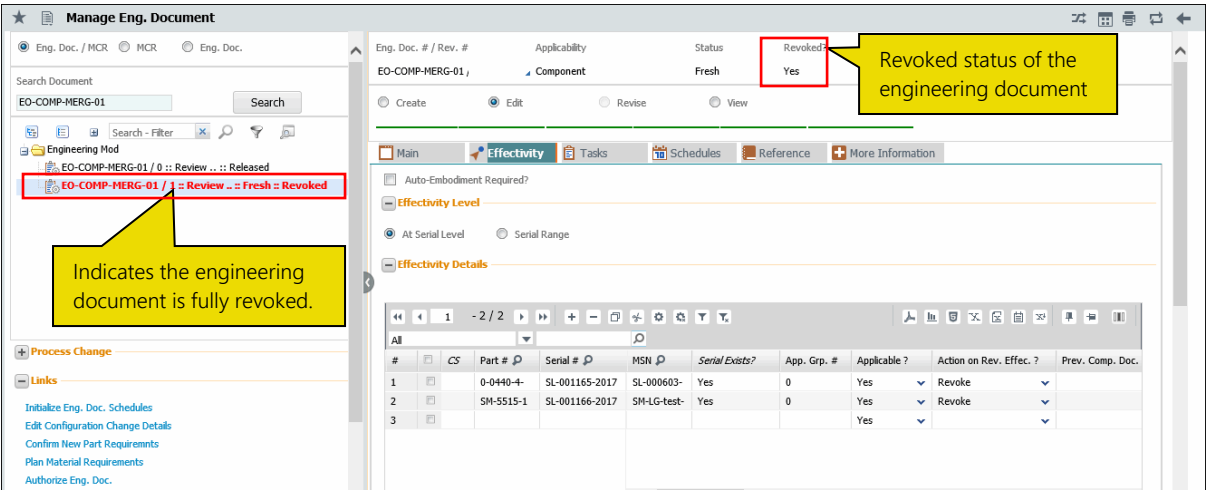 Manage Eng. Document
Eng. Doc. / MCR MCR Eng. Doc.
Search Document
EO-COMP-MERG-01 Search
Search - Filter
Engineering Mod
EO-COMP-MERG-01 / 0 :: Review .. :: Released
EO-COMP-MERG-01 / 1 :: Review .. :: Fresh :: Revoked
Indicates the engineering
document is fully revoked.
Process Change
Links
Initialize Eng. Doc. Schedules
Edit Configuration Change Details
Confirm New Part Requiremnts
Plan Material Requirements
Authorize Eng. Doc.
Eng. Doc. # / Rev. # Applicability Status Revoked?
EO-COMP-MERG-01 / Component Fresh Yes
Revoked status of the
engineering document
Create Edit Revise View
Main Effectivity Tasks Schedules Reference More Information
Auto-Embodiment Required?
Effectivity Level
At Serial Level Serial Range
Effectivity Details
1 - 2 / 2
All
# CS Part # Serial # MSN Serial Exists? App. Grp. # Applicable ? Action on Rev. Effec. ? Prev. Comp. Doc.
1 0-0440-4- SL-001165-2017 SL-000603- Yes 0 Yes Revoke
2 SM-5515-1 SL-001166-2017 SM-LG-test- Yes 0 Yes Revoke
3 Yes